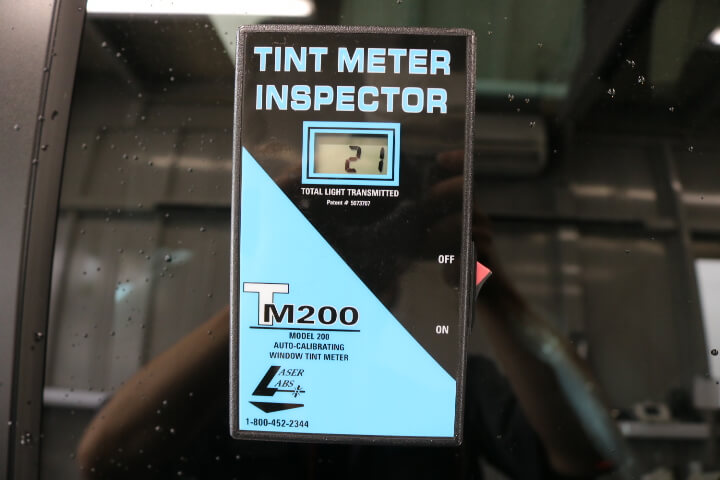 TINT METER
INSPECTOR
21
TOTAL LIGHT TRANSMITTED
Patent # 5073707
OFF
ON
TM200
MODEL 200
AUTO-CALIBRATING
WINDOW TINT METER
LASER
LABS
1-800-452-2344